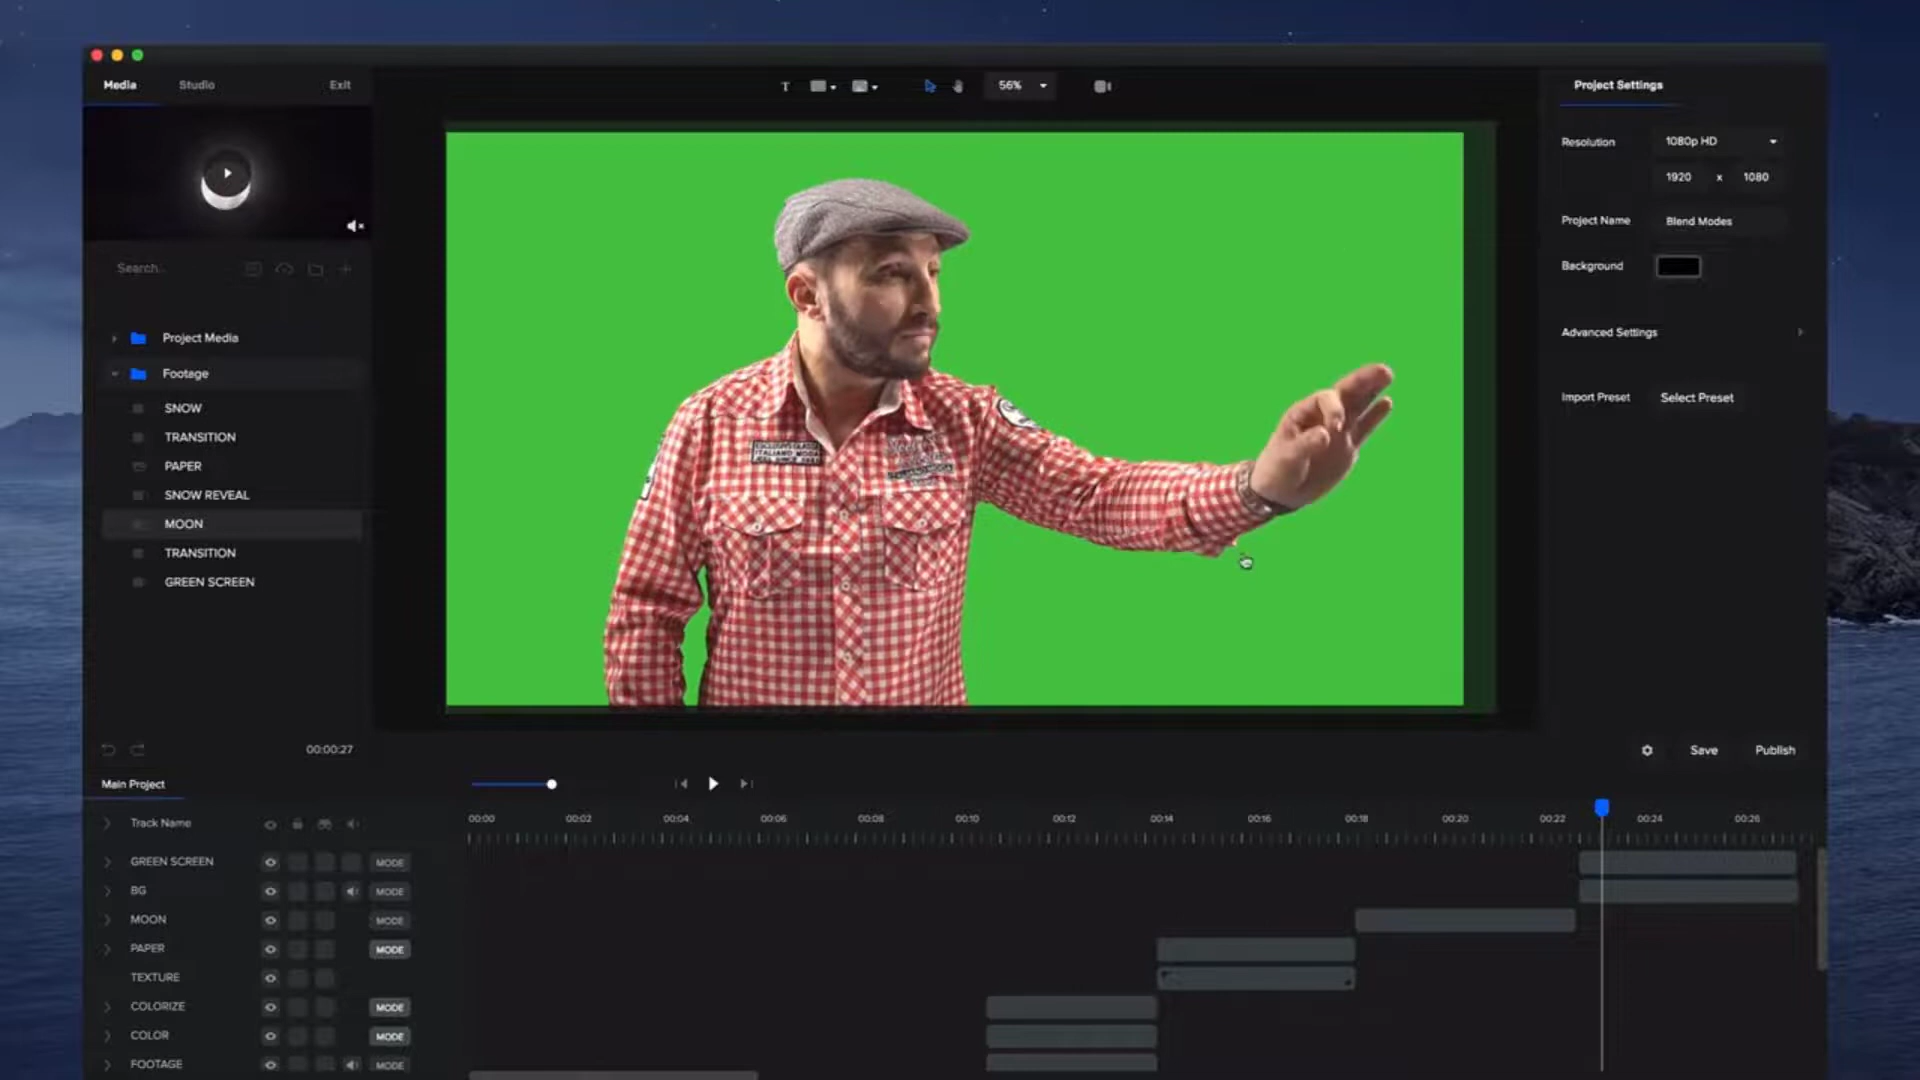 Media Studio Exit
T 56%
Project Settings
Resolution 1080p HD
1920 x 1080
Project Name Blend Modes
Background
Advanced Settings
Import Preset Select Preset
Search..
Project Media
Footage
SNOW
TRANSITION
PAPER
SNOW REVEAL
MOON
TRANSITION
GREEN SCREEN
ITALIANO MODA
00:00:27
Save Publish
Main Project
Track Name
00:00 00:02 00:04 00:06 00:08 00:10 00:12 00:14 00:16 00:18 00:20 00:22 00:24 00:26
GREEN SCREEN MODE
BG MODE
MOON MODE
PAPER MODE
TEXTURE
COLORIZE MODE
COLOR MODE
FOOTAGE MODE